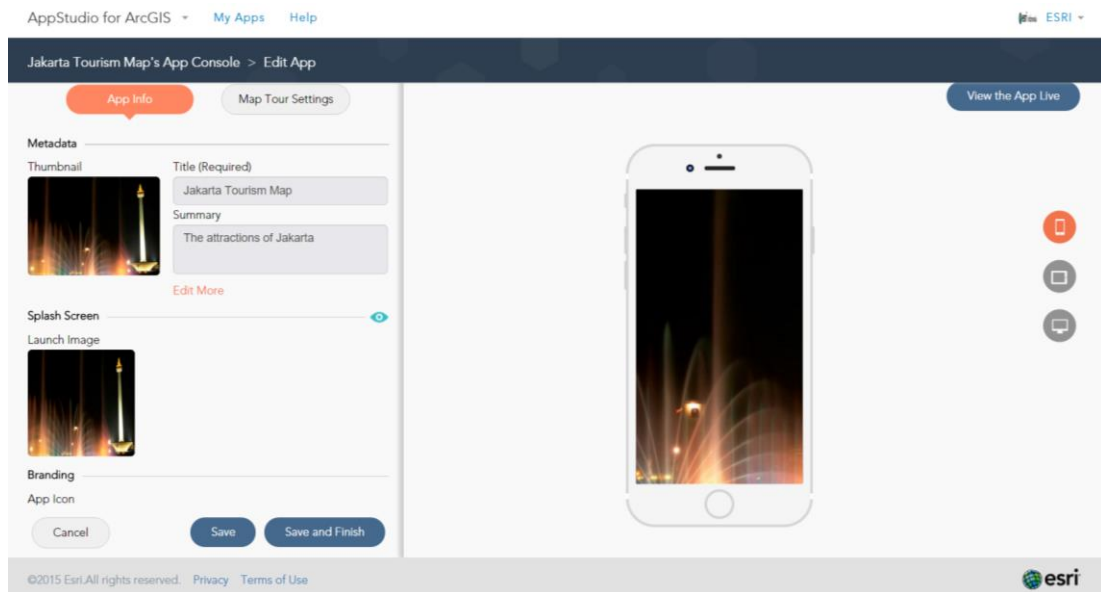 AppStudio for ArcGIS My Apps Help ESRI
Jakarta Tourism Map's App Console > Edit App
App Info Map Tour Settings View the App Live
Metadata
Thumbnail Title (Required)
Jakarta Tourism Map
Summary
The attractions of Jakarta
Edit More
Splash Screen
Launch Image
Branding
App Icon
Cancel Save Save and Finish
©2015 Esri.All rights reserved. Privacy Terms of Use esri